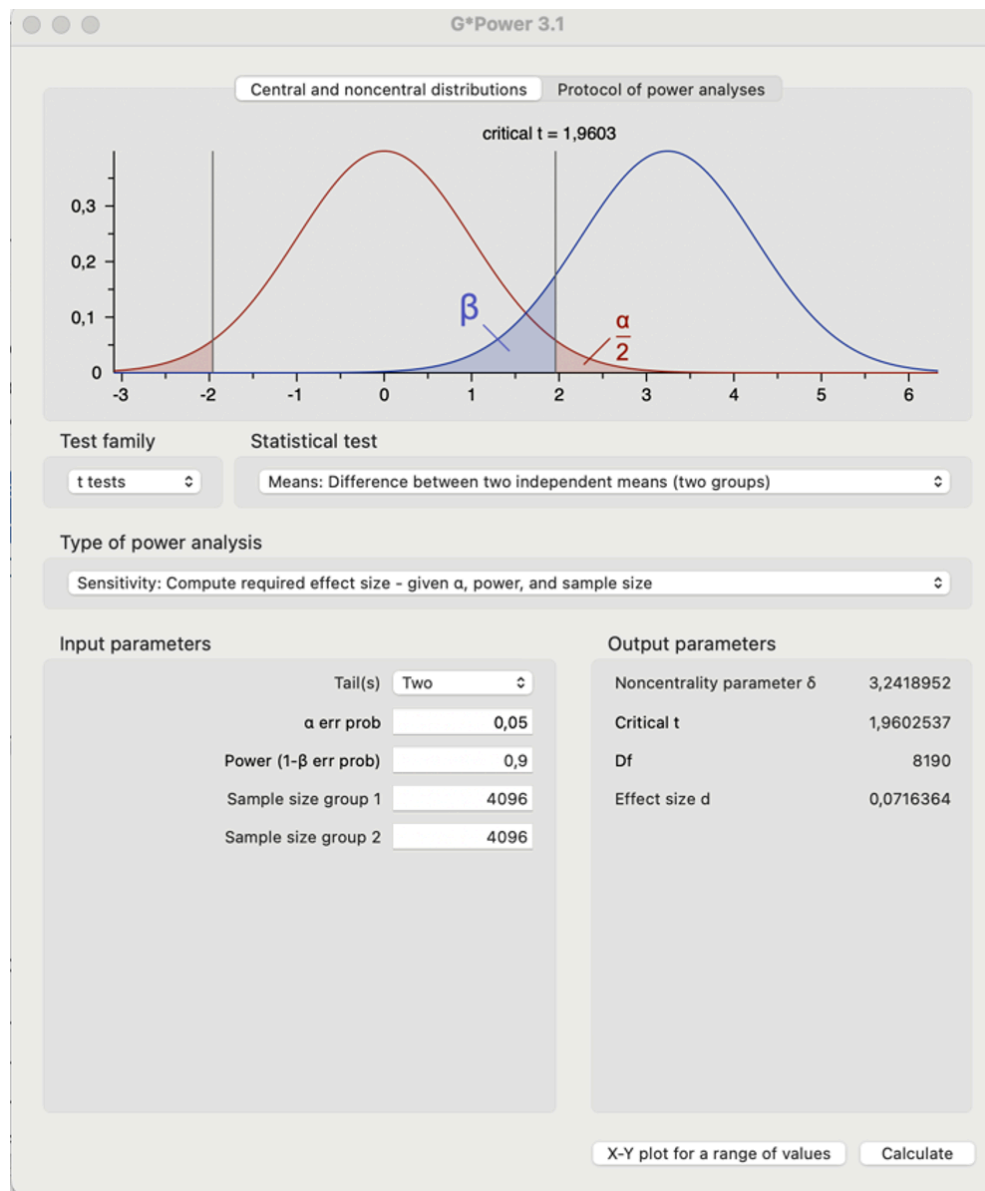 G*Power 3.1
Central and noncentral distributions Protocol of power analyses
critical t = 1,9603
0,3
0,2
β
α
0,1
2
0
-3 -2 -1 0 1 2 3 4 5 6
Test family Statistical test
t tests Means: Difference between two independent means (two groups)
Type of power analysis
Sensitivity: Compute required effect size - given α, power, and sample size
Input parameters
Tail(s) Two
α err prob 0,05
Power (1-β err prob) 0,9
Sample size group 1 4096
Sample size group 2 4096
Output parameters
Noncentrality parameter δ 3,2418952
Critical t 1,9602537
Df 8190
Effect size d 0,0716364
X-Y plot for a range of values Calculate